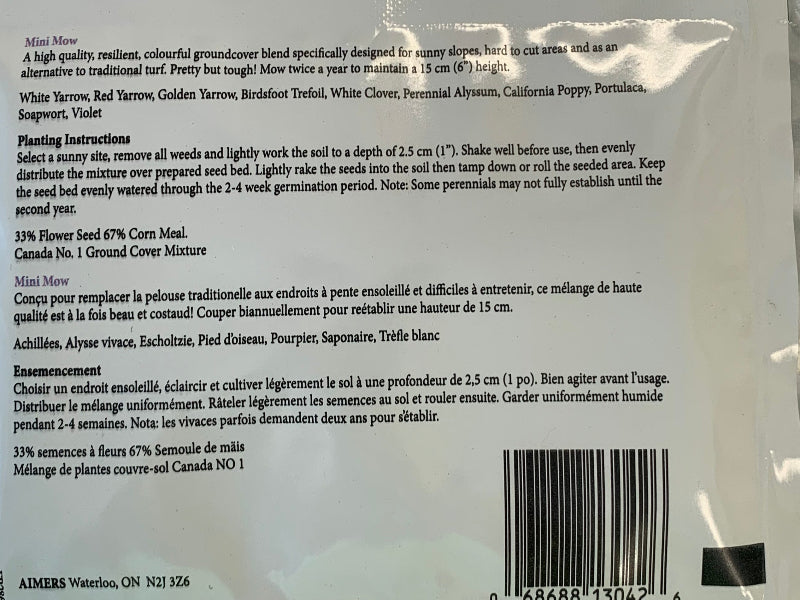 Mini Mow
A high quality, resilient, colourful groundcover blend specifically designed for sunny slopes, hard to cut areas and as an
alternative to traditional turf. Pretty but tough! Mow twice a year to maintain a 15 cm (6") height.
White Yarrow, Red Yarrow, Golden Yarrow, Birdsfoot Trefoil, White Clover, Perennial Alyssum, California Poppy, Portulaca,
Soapwort, Violet
Planting Instructions
Select a sunny site, remove all weeds and lightly work the soil to a depth of 2.5 cm (1"). Shake well before use, then evenly
distribute the mixture over prepared seed bed. Lightly rake the seeds into the soil then tamp down or roll the seeded area. Keep
the seed bed evenly watered through the 2-4 week germination period. Note: Some perennials may not fully establish until the
second year.
33% Flower Seed 67% Corn Meal.
Canada No. 1 Ground Cover Mixture
Mini Mow
Conçu pour remplacer la pelouse traditionelle aux endroits à pente ensoleillé et difficiles à entretenir, ce mélange de haute
qualité est à la fois beau et costaud! Couper biannuellement pour reétablir une hauteur de 15 cm.
Achillées, Alysse vivace, Escholtzie, Pied d'oiseau, Pourpier, Saponaire, Trèfle blanc
Ensemencement
Choisir un endroit ensoleillé, éclaircir et cultiver légèrement le sol à une profondeur de 2,5 cm (1 po). Bien agiter avant l'usage.
Distribuer le mélange uniformément. Râteler légèrement les semences au sol et rouler ensuite. Garder uniformément humide
pendant 2-4 semaines. Nota: les vivaces parfois demandent deux ans pour s'établir.
33% semences à fleurs 67% Semoule de mäis
Mélange de plantes couvre-sol Canada NO 1
AIMERS Waterloo, ON N2J 3Z6
0 68688 13042 6